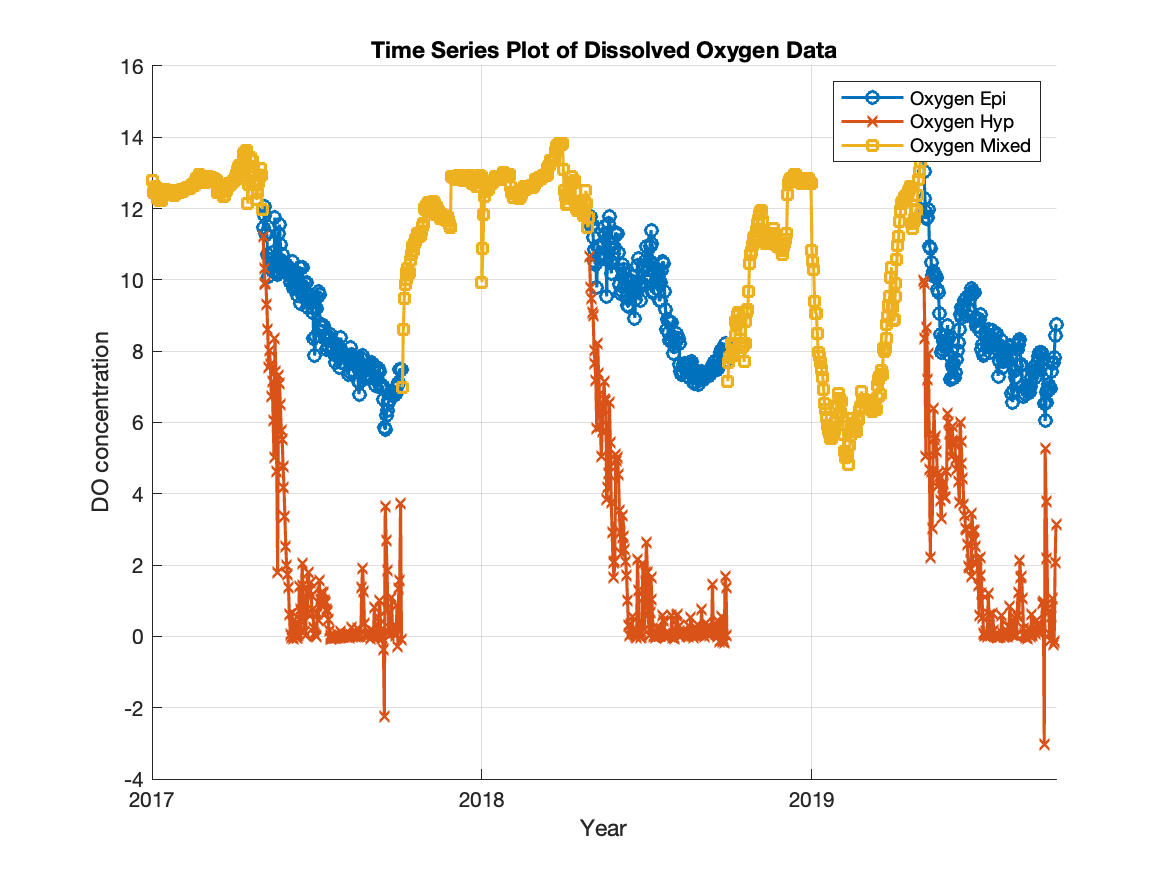 Time Series Plot of Dissolved Oxygen Data
16
14
12
10
8
6
4
2
0
-2
-4
DO concentration
Oxygen Epi
Oxygen Hyp
Oxygen Mixed
2017
2018
2019
Year